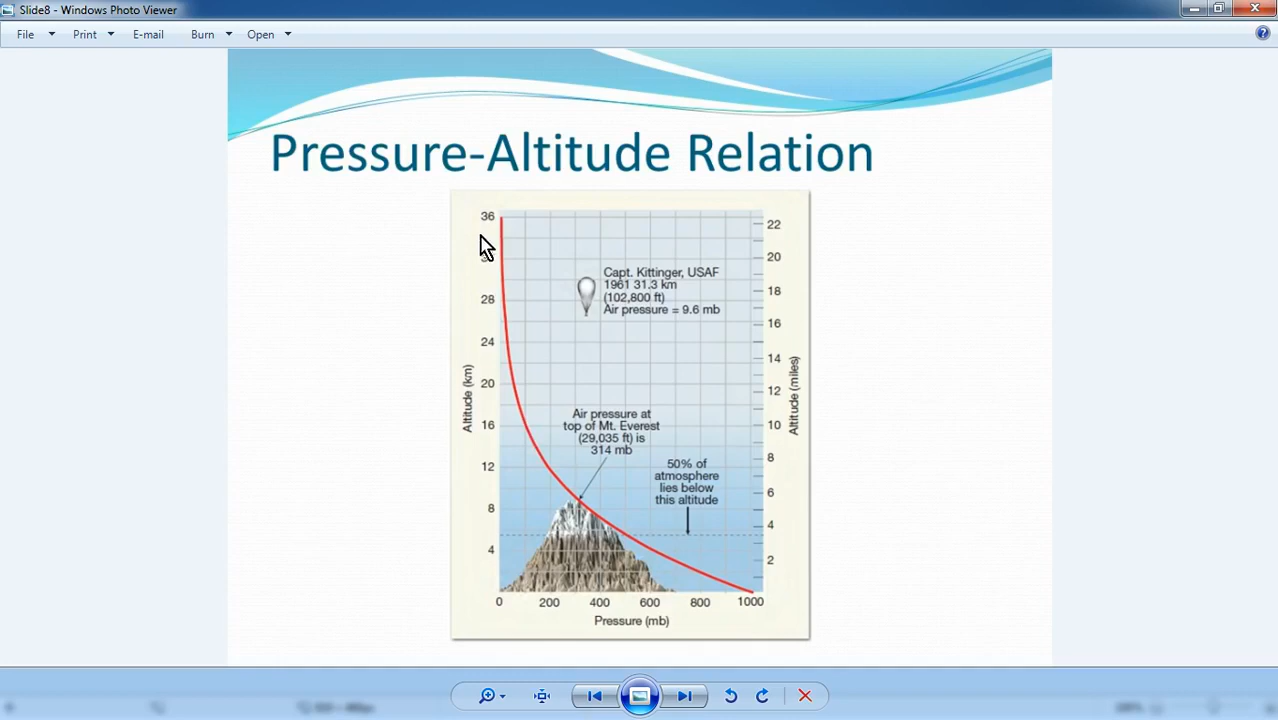 Slide8 - Windows Photo Viewer
File Print E-mail Burn Open
Pressure-Altitude Relation
36
28
24
20
16
12
8
4
Altitude (km)
Capt. Kittinger, USAF
1961 31.3 km
(102,800 ft)
Air pressure = 9.6 mb
Air pressure at
top of Mt. Everest
(29,035 ft) is
314 mb
50% of
atmosphere
lies below
this altitude
22
20
18
16
14
12
10
8
6
4
2
Altitude (miles)
0 200 400 600 800 1000
Pressure (mb)